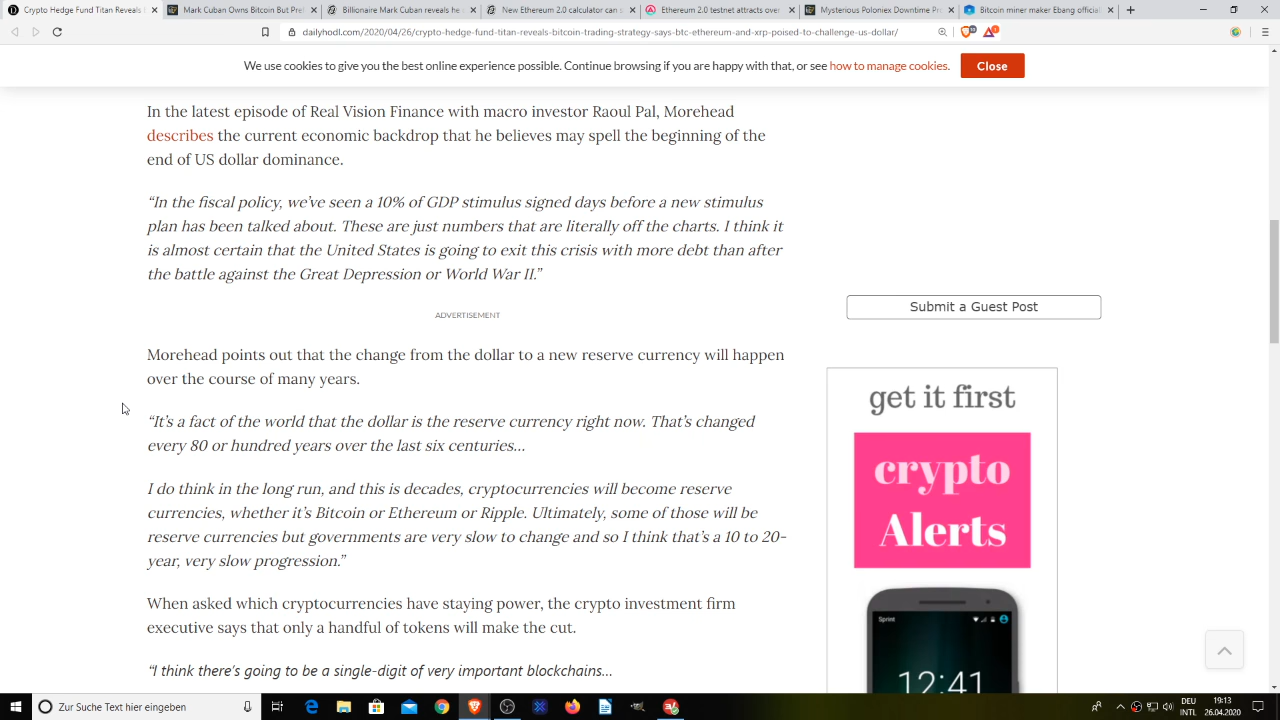 Crypto Hedge Fund Titan Reveals
Mark Cuban Owns Bitcoin But Pre
Billionaire Mark Cuban reveals he
New Ethereum 2.0 calculator can s
Ethereum 2.0 testnet attracts over
Mysterious Poloniex Downtime Pr
Bitcoin miner maker Ebang official
dailyhodl.com/2020/04/26/crypto-hedge-fund-titan-reveals-bitcoin-trading-strategy-says-btc-ethereum-and-xrp-poised-to-challenge-us-dollar/
We use cookies to give you the best online experience possible. Continue browsing if you are happy with that, or see how to manage cookies.
Close
In the latest episode of Real Vision Finance with macro investor Raoul Pal, Morehead
describes the current economic backdrop that he believes may spell the beginning of the
end of US dollar dominance.
“In the fiscal policy, we’ve seen a 10% of GDP stimulus signed days before a new stimulus
plan has been talked about. These are just numbers that are literally off the charts. I think it
is almost certain that the United States is going to exit this crisis with more debt than after
the battle against the Great Depression or World War II.”
ADVERTISEMENT
Morehead points out that the change from the dollar to a new reserve currency will happen
over the course of many years.
“It’s a fact of the world that the dollar is the reserve currency right now. That’s changed
every 80 or hundred years over the last six centuries…
I do think in the long run, and this is decades, cryptocurrencies will become reserve
currencies, whether it’s Bitcoin or Ethereum or Ripple. Ultimately, some of those will be
reserve currencies but governments are very slow to change and so I think that’s a 10 to 20-
year, very slow progression.”
When asked which cryptocurrencies have staying power, the crypto investment firm
executive says that only a handful of tokens will make the cut.
“I think there’s going to be a single-digit of very important blockchains…
Submit a Guest Post
get it first
crypto
Alerts
Sprint
12:41
Zur Suche Text hier eingeben
DEU
INTL
19:13
26.04.2020